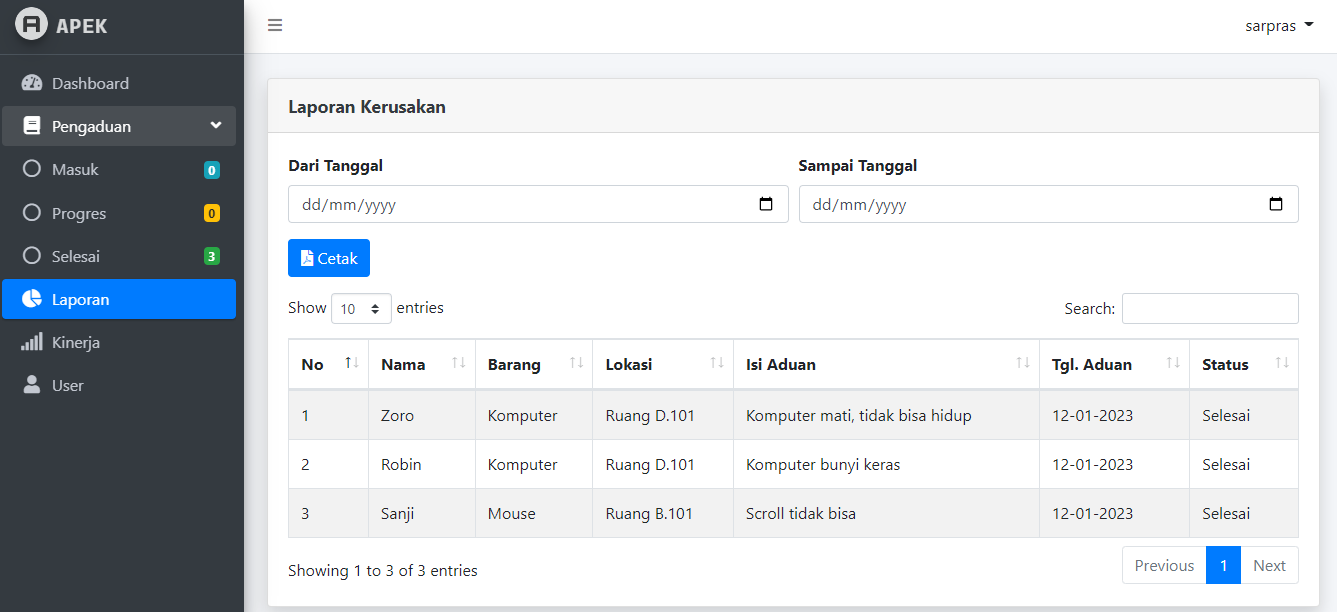 APEK
sarpras
Dashboard
Pengaduan
Masuk 0
Progres 0
Selesai 3
Laporan
Kinerja
User
Laporan Kerusakan
Dari Tanggal Sampai Tanggal
dd/mm/yyyy dd/mm/yyyy
Cetak
Show 10 entries Search:
No Nama Barang Lokasi Isi Aduan Tgl. Aduan Status
1 Zoro Komputer Ruang D.101 Komputer mati, tidak bisa hidup 12-01-2023 Selesai
2 Robin Komputer Ruang D.101 Komputer bunyi keras 12-01-2023 Selesai
3 Sanji Mouse Ruang B.101 Scroll tidak bisa 12-01-2023 Selesai
Showing 1 to 3 of 3 entries Previous 1 Next